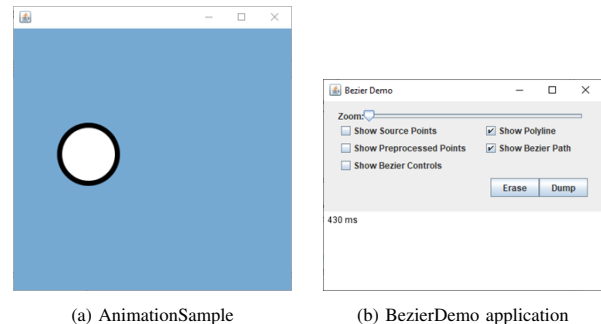 Bezier Demo
Zoom:
Show Source Points
Show Polyline
Show Preprocessed Points
Show Bezier Path
Show Bezier Controls
Erase
Dump
430 ms
(a) AnimationSample
(b) BezierDemo application